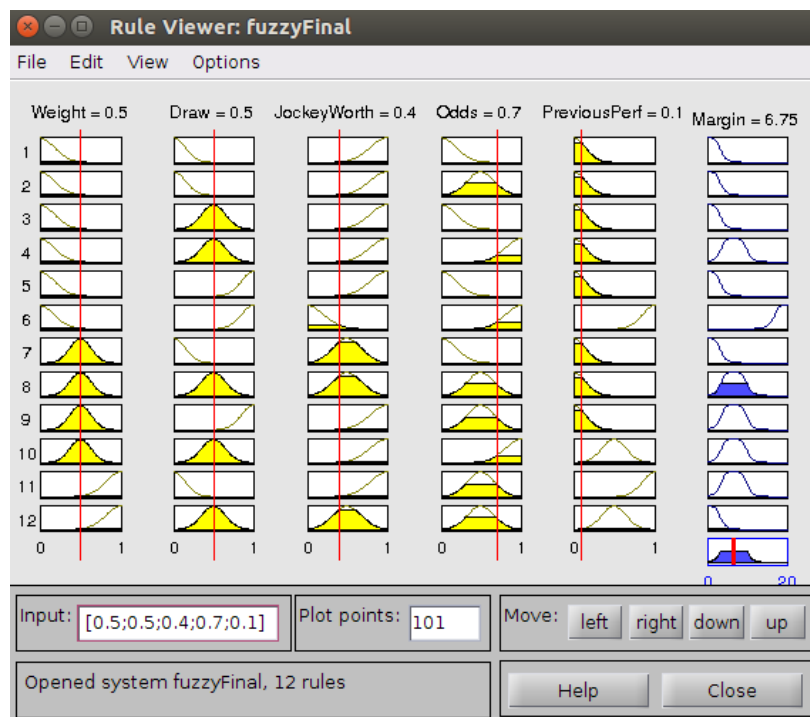 Rule Viewer: fuzzyFinal
File Edit View Options
Weight = 0.5 Draw = 0.5 JockeyWorth = 0.4 Odds = 0.7 PreviousPerf = 0.1 Margin = 6.75
1
2
3
4
5
6
7
8
9
10
11
12
0 1 0 1 0 1 0 1 0 1
0 20
Input: [0.5;0.5;0.4;0.7;0.1] Plot points: 101 Move: left right down up
Opened system fuzzyFinal, 12 rules Help Close